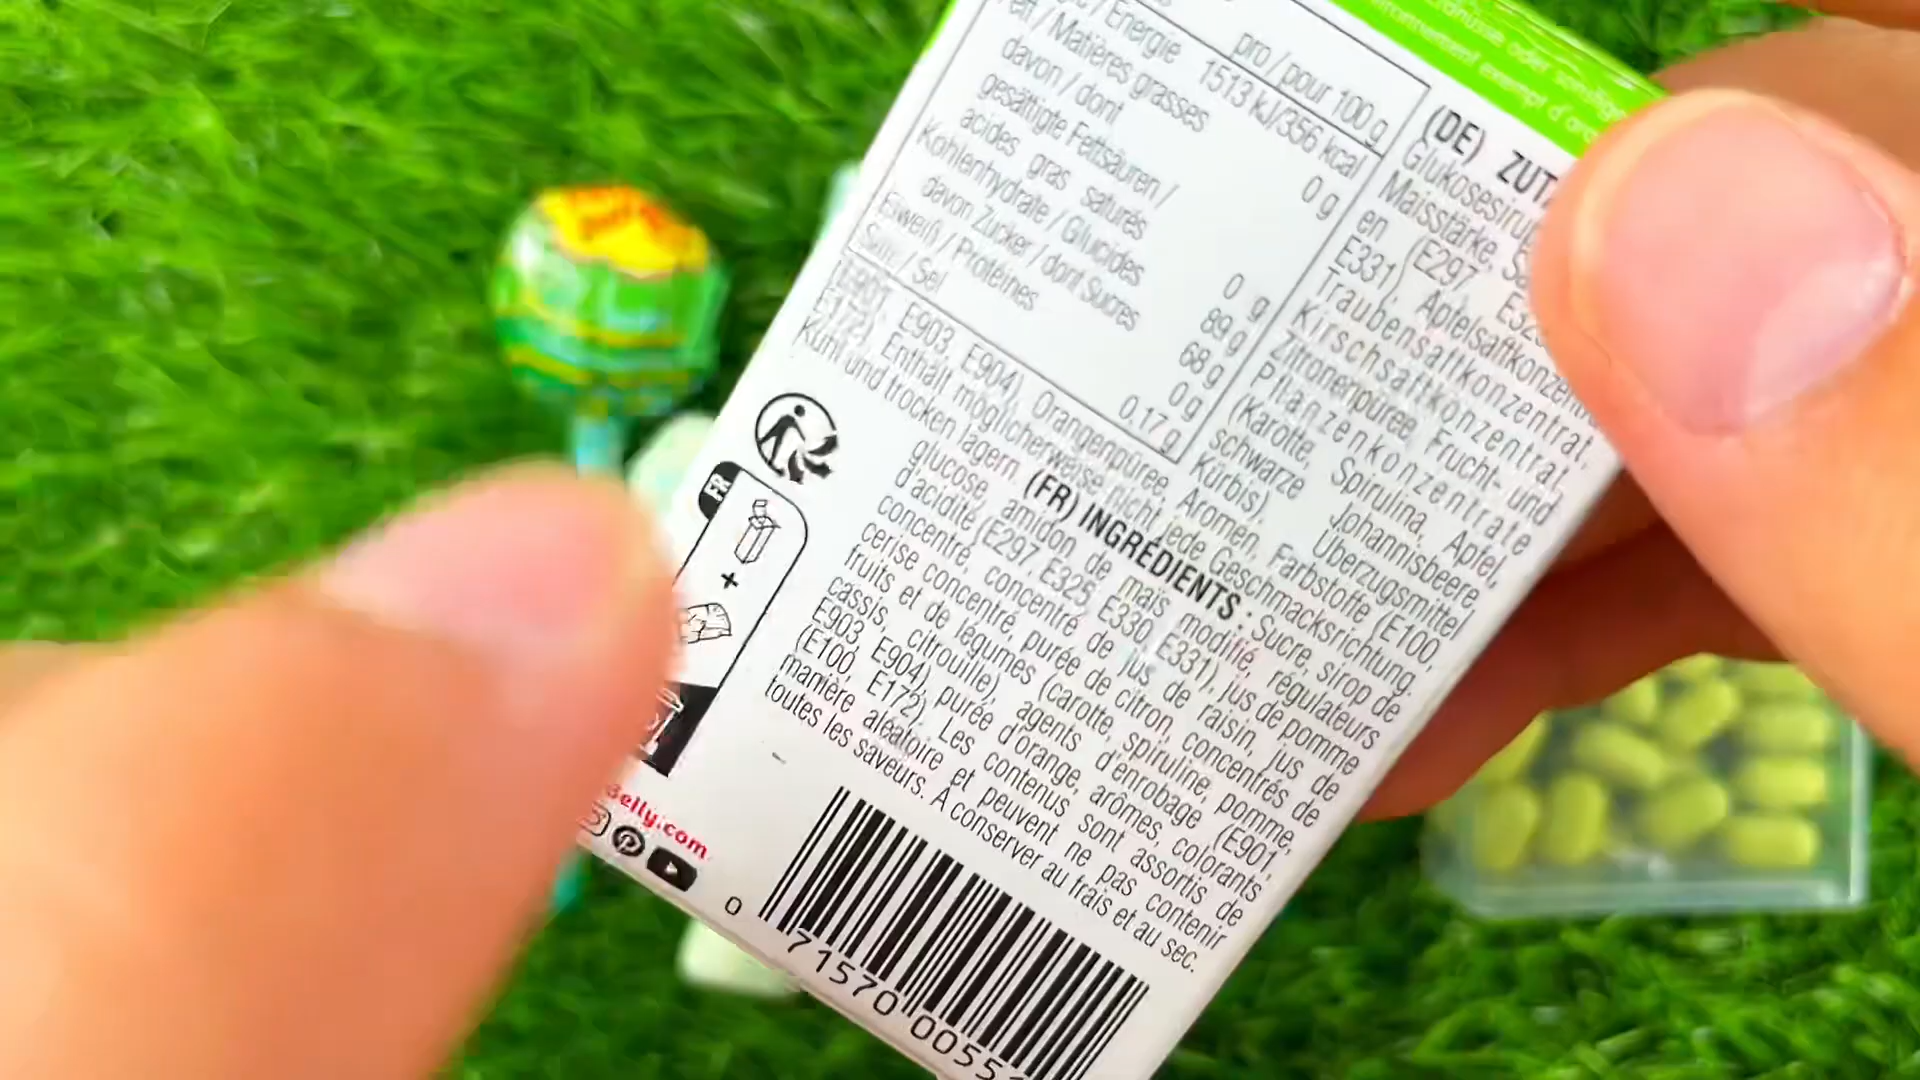 pro / pour 100 g
/ Energie 1513 kJ/356 kcal
/ Matières grasses 0 g
davon / dont
gesättigte Fettsäuren /
acides gras saturés 0 g
Kohlenhydrate / Glucides 89 g
davon Zucker / dont Sucres 68 g
Eiweiß / Protéines 0 g
Salz / Sel 0.17 g
(DE)
Glukosesirup
Maisstärke,
en (E297, E325
E331), Apfelsaftkonzentrat
Traubensaftkonzentrat,
Kirschsaftkonzentrat,
Zitronenpüree, Frucht- und
Pflanzenkonzentrate
(Karotte, Spirulina, Apfel,
schwarze Johannisbeere,
Kürbis), Überzugsmittel
(E901, E903, E904), Orangenpüree, Aromen, Farbstoffe (E100,
E172). Enthält möglicherweise nicht jede Geschmacksrichtung.
Kühl und trocken lagern. (FR) INGRÉDIENTS : Sucre, sirop de
glucose, amidon de maïs modifié, régulateurs
d'acidité (E297, E325, E330, E331), jus de pomme
concentré, concentré de jus de raisin, jus de
cerise concentré, purée de citron, concentrés de
fruits et de légumes (carotte, spiruline, pomme,
cassis, citrouille), agents d'enrobage (E901,
E903, E904), purée d'orange, arômes, colorants
(E100, E172). Les contenus sont assortis de
manière aléatoire et peuvent ne pas contenir
toutes les saveurs. À conserver au frais et au sec.
FR
+
Belly.com
0 71570 0055